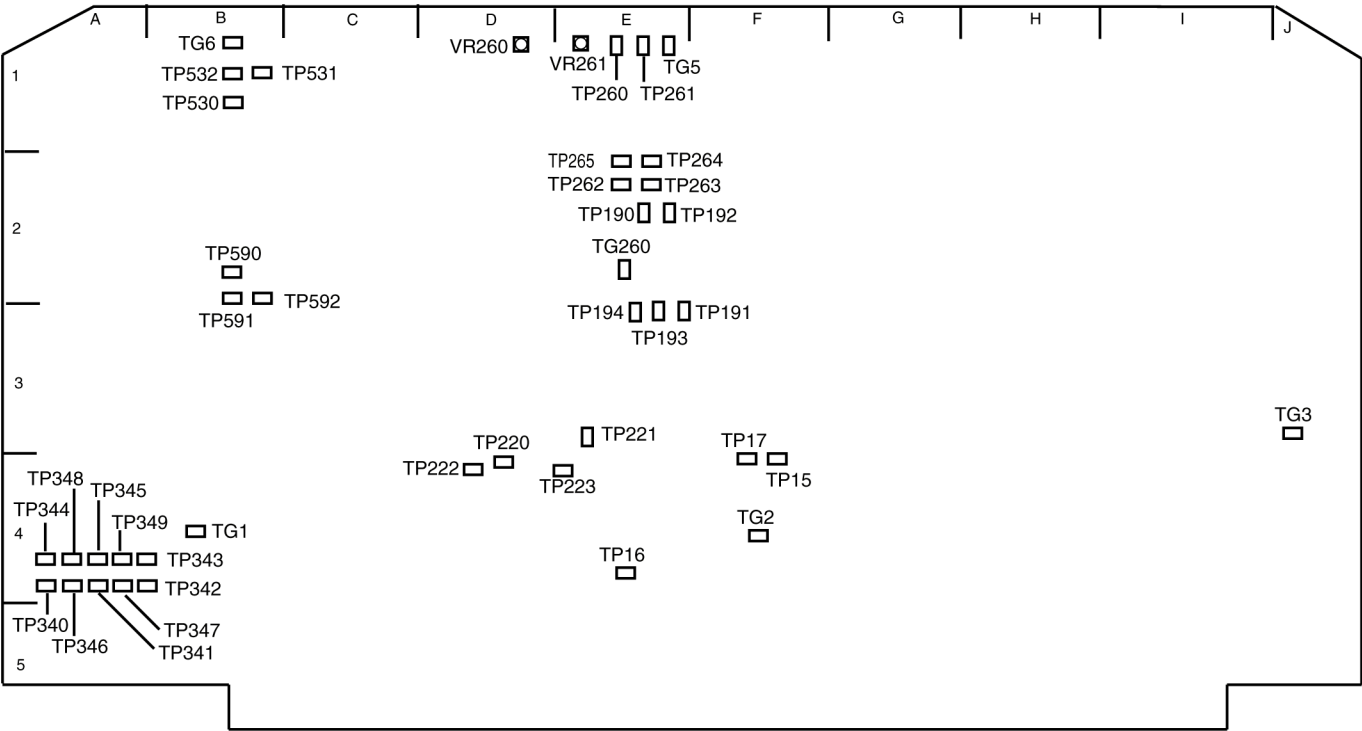 A B C D E F G H I J
TG6 VR260
VR261 TG5
1 TP532 TP531
TP260 TP261
TP530
TP265 TP264
TP262 TP263
TP190 TP192
2
TG260
TP590
TP592
TP194 TP191
TP591
TP193
3
TG3
TP221 TP17
TP220
TP222
TP348 TP223 TP15
TP345
TP344
TP349 TG2
4 TG1
TP16
TP343
TP342
TP340 TP347
TP346 TP341
5